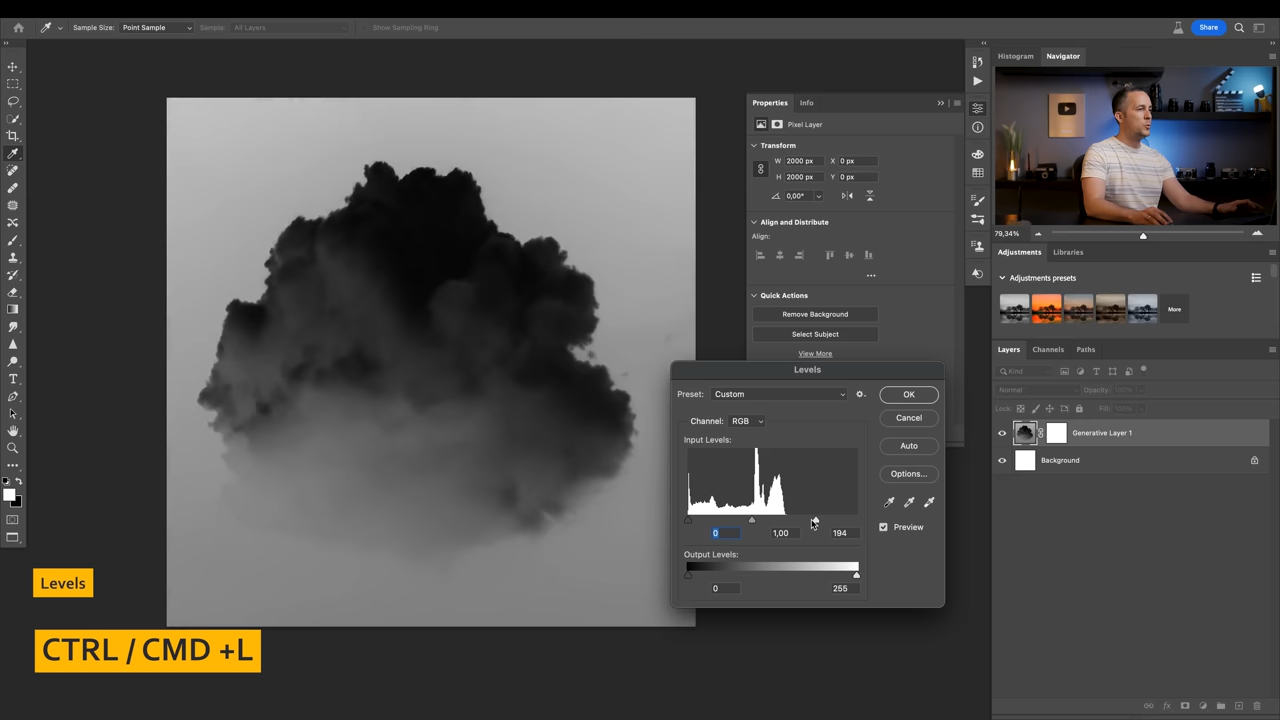 Sample Size: Point Sample Sample: All Layers Show Sampling Ring Share
Histogram Navigator
Properties Info
Pixel Layer
Transform
W 2000 px X 0 px
H 2000 px Y 0 px
0,00°
Align and Distribute
Align:
Quick Actions
Remove Background
Select Subject
View More
79,34%
Adjustments Libraries
Adjustments presets
More
Layers Channels Paths
Kind
Normal Opacity: 100%
Lock: Fill: 100%
Generative Layer 1
Background
Levels
Preset: Custom OK
Cancel
Channel: RGB
Auto
Input Levels:
Options...
Preview
0 1,00 194
Output Levels:
0 255
Levels
CTRL / CMD +L